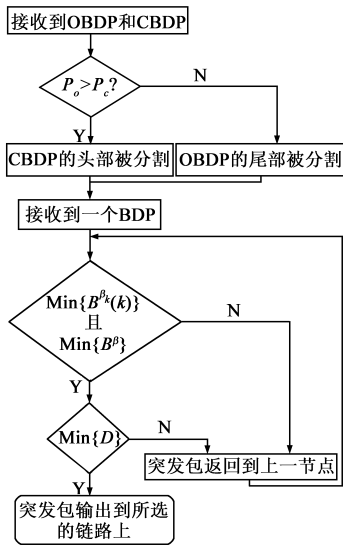 接收到OBDP和CBDP
Po>Pc?
N
Y
CBDP的头部被分割
OBDP的尾部被分割
接收到一个BDP
Min{B^βk(k)}
且
Min{B^β}
N
Y
Min{D}
N
突发包返回到上一节点
Y
突发包输出到所选
的链路上